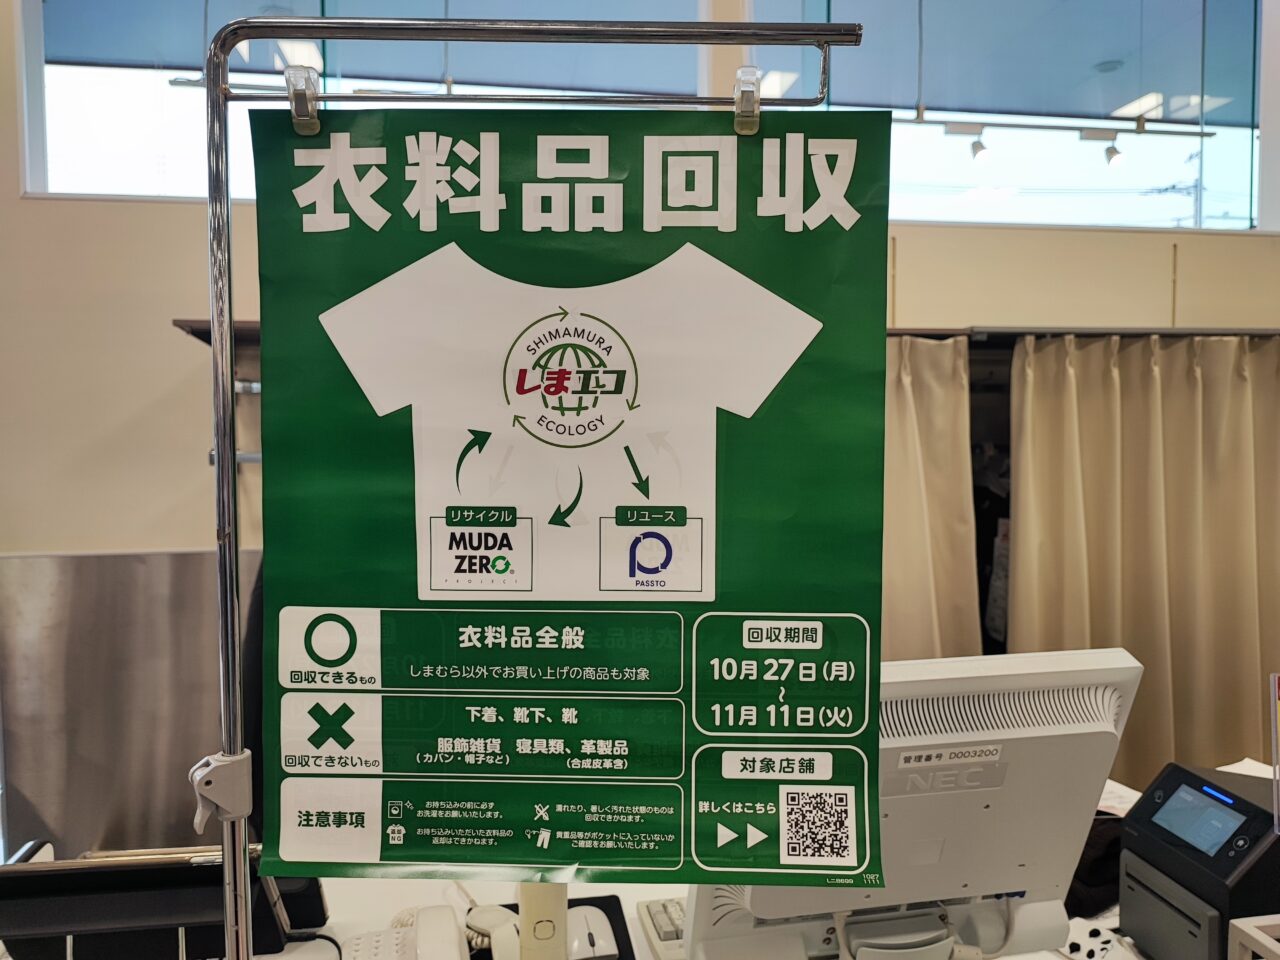 衣料品回収
SHIMAMURA
しまエコ
ECOLOGY
リサイクル
MUDA
ZERO
PROJECT
リユース
PASSTO
回収できるもの
衣料品全般
しまむら以外でお買い上げの商品も対象
回収できないもの
下着、靴下、靴
服飾雑貨 寝具類、革製品
(カバン・帽子など) (合成皮革含)
注意事項
お持ち込みの前に必ず
お洗濯をお願いいたします。
お持ち込みいただいた衣料品の
返却はできかねます。
濡れたり、著しく汚れた状態のものは
回収できかねます。
貴重品等がポケットに入っていないか
ご確認をお願いいたします。
回収期間
10月27日(月)
~
11月11日(火)
対象店舗
詳しくはこちら
1027
1111
管理番号 D003200
NEC